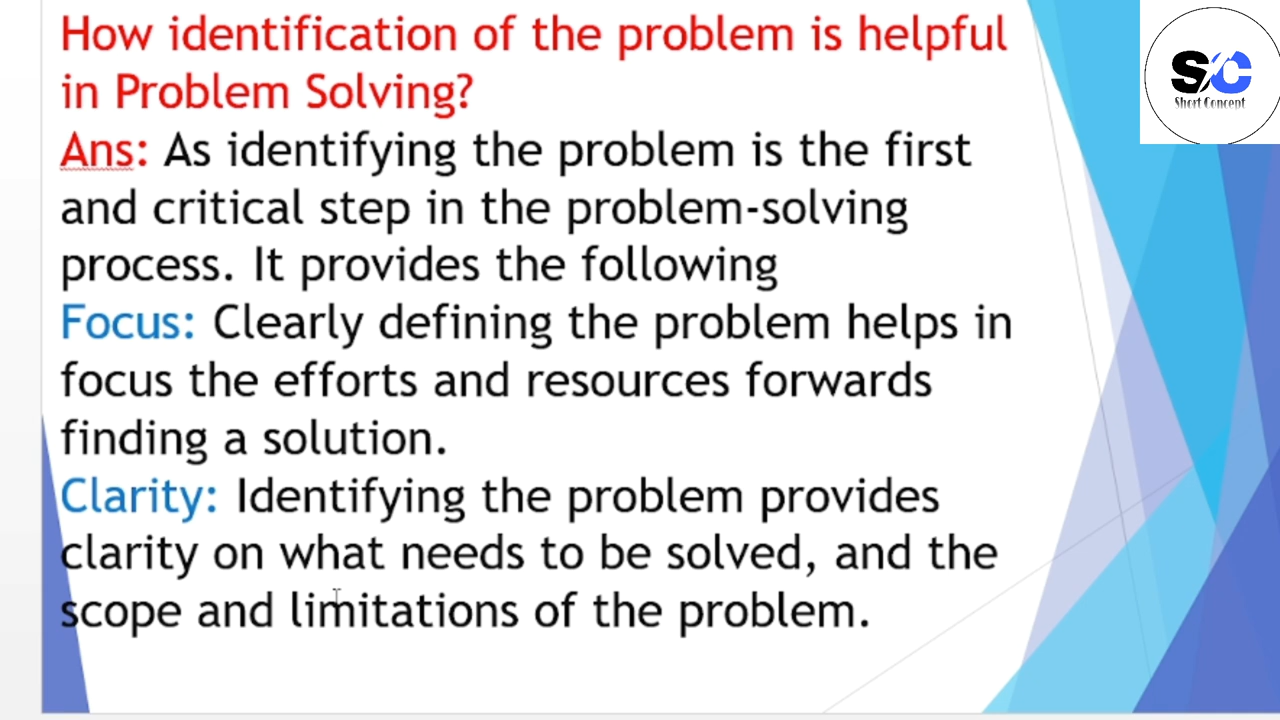 How identification of the problem is helpful
in Problem Solving?
Ans: As identifying the problem is the first
and critical step in the problem-solving
process. It provides the following
Focus: Clearly defining the problem helps in
focus the efforts and resources forwards
finding a solution.
Clarity: Identifying the problem provides
clarity on what needs to be solved, and the
scope and limitations of the problem.
SC
Short Concept